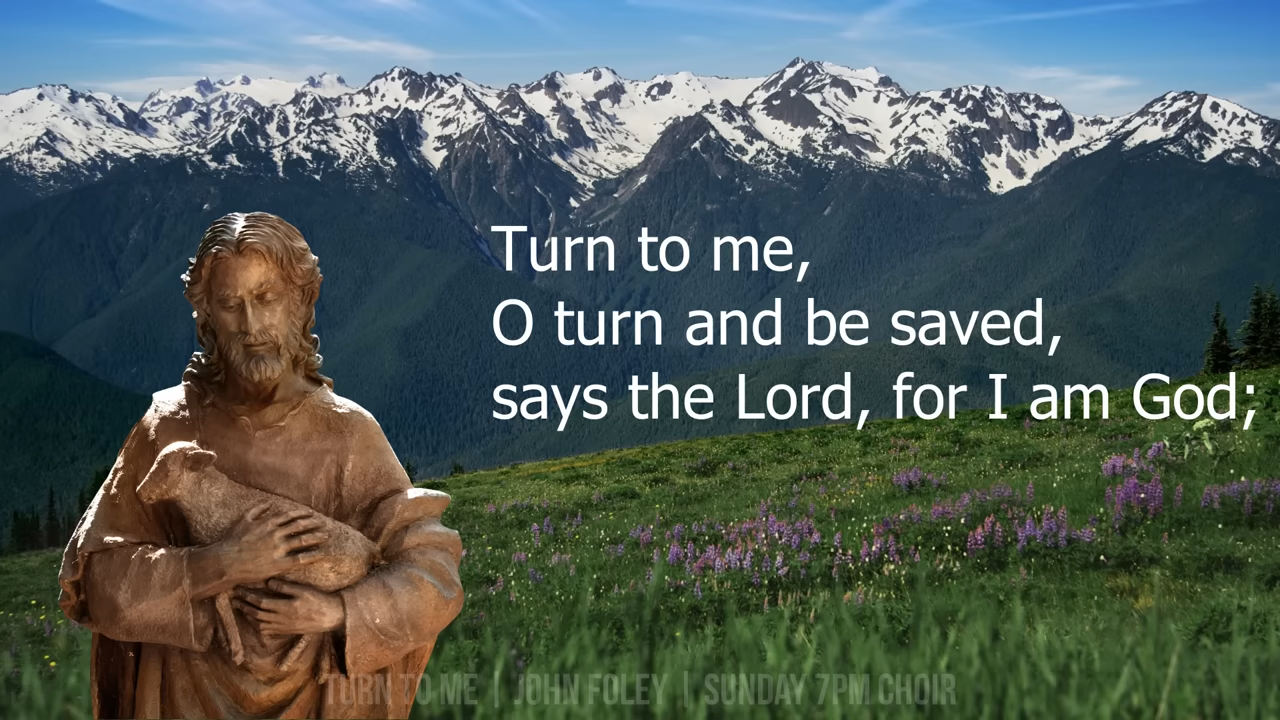 Turn to me,
O turn and be saved,
says the Lord, for I am God;
TURN TO ME | JOHN FOLEY | SUNDAY 7PM CHOIR